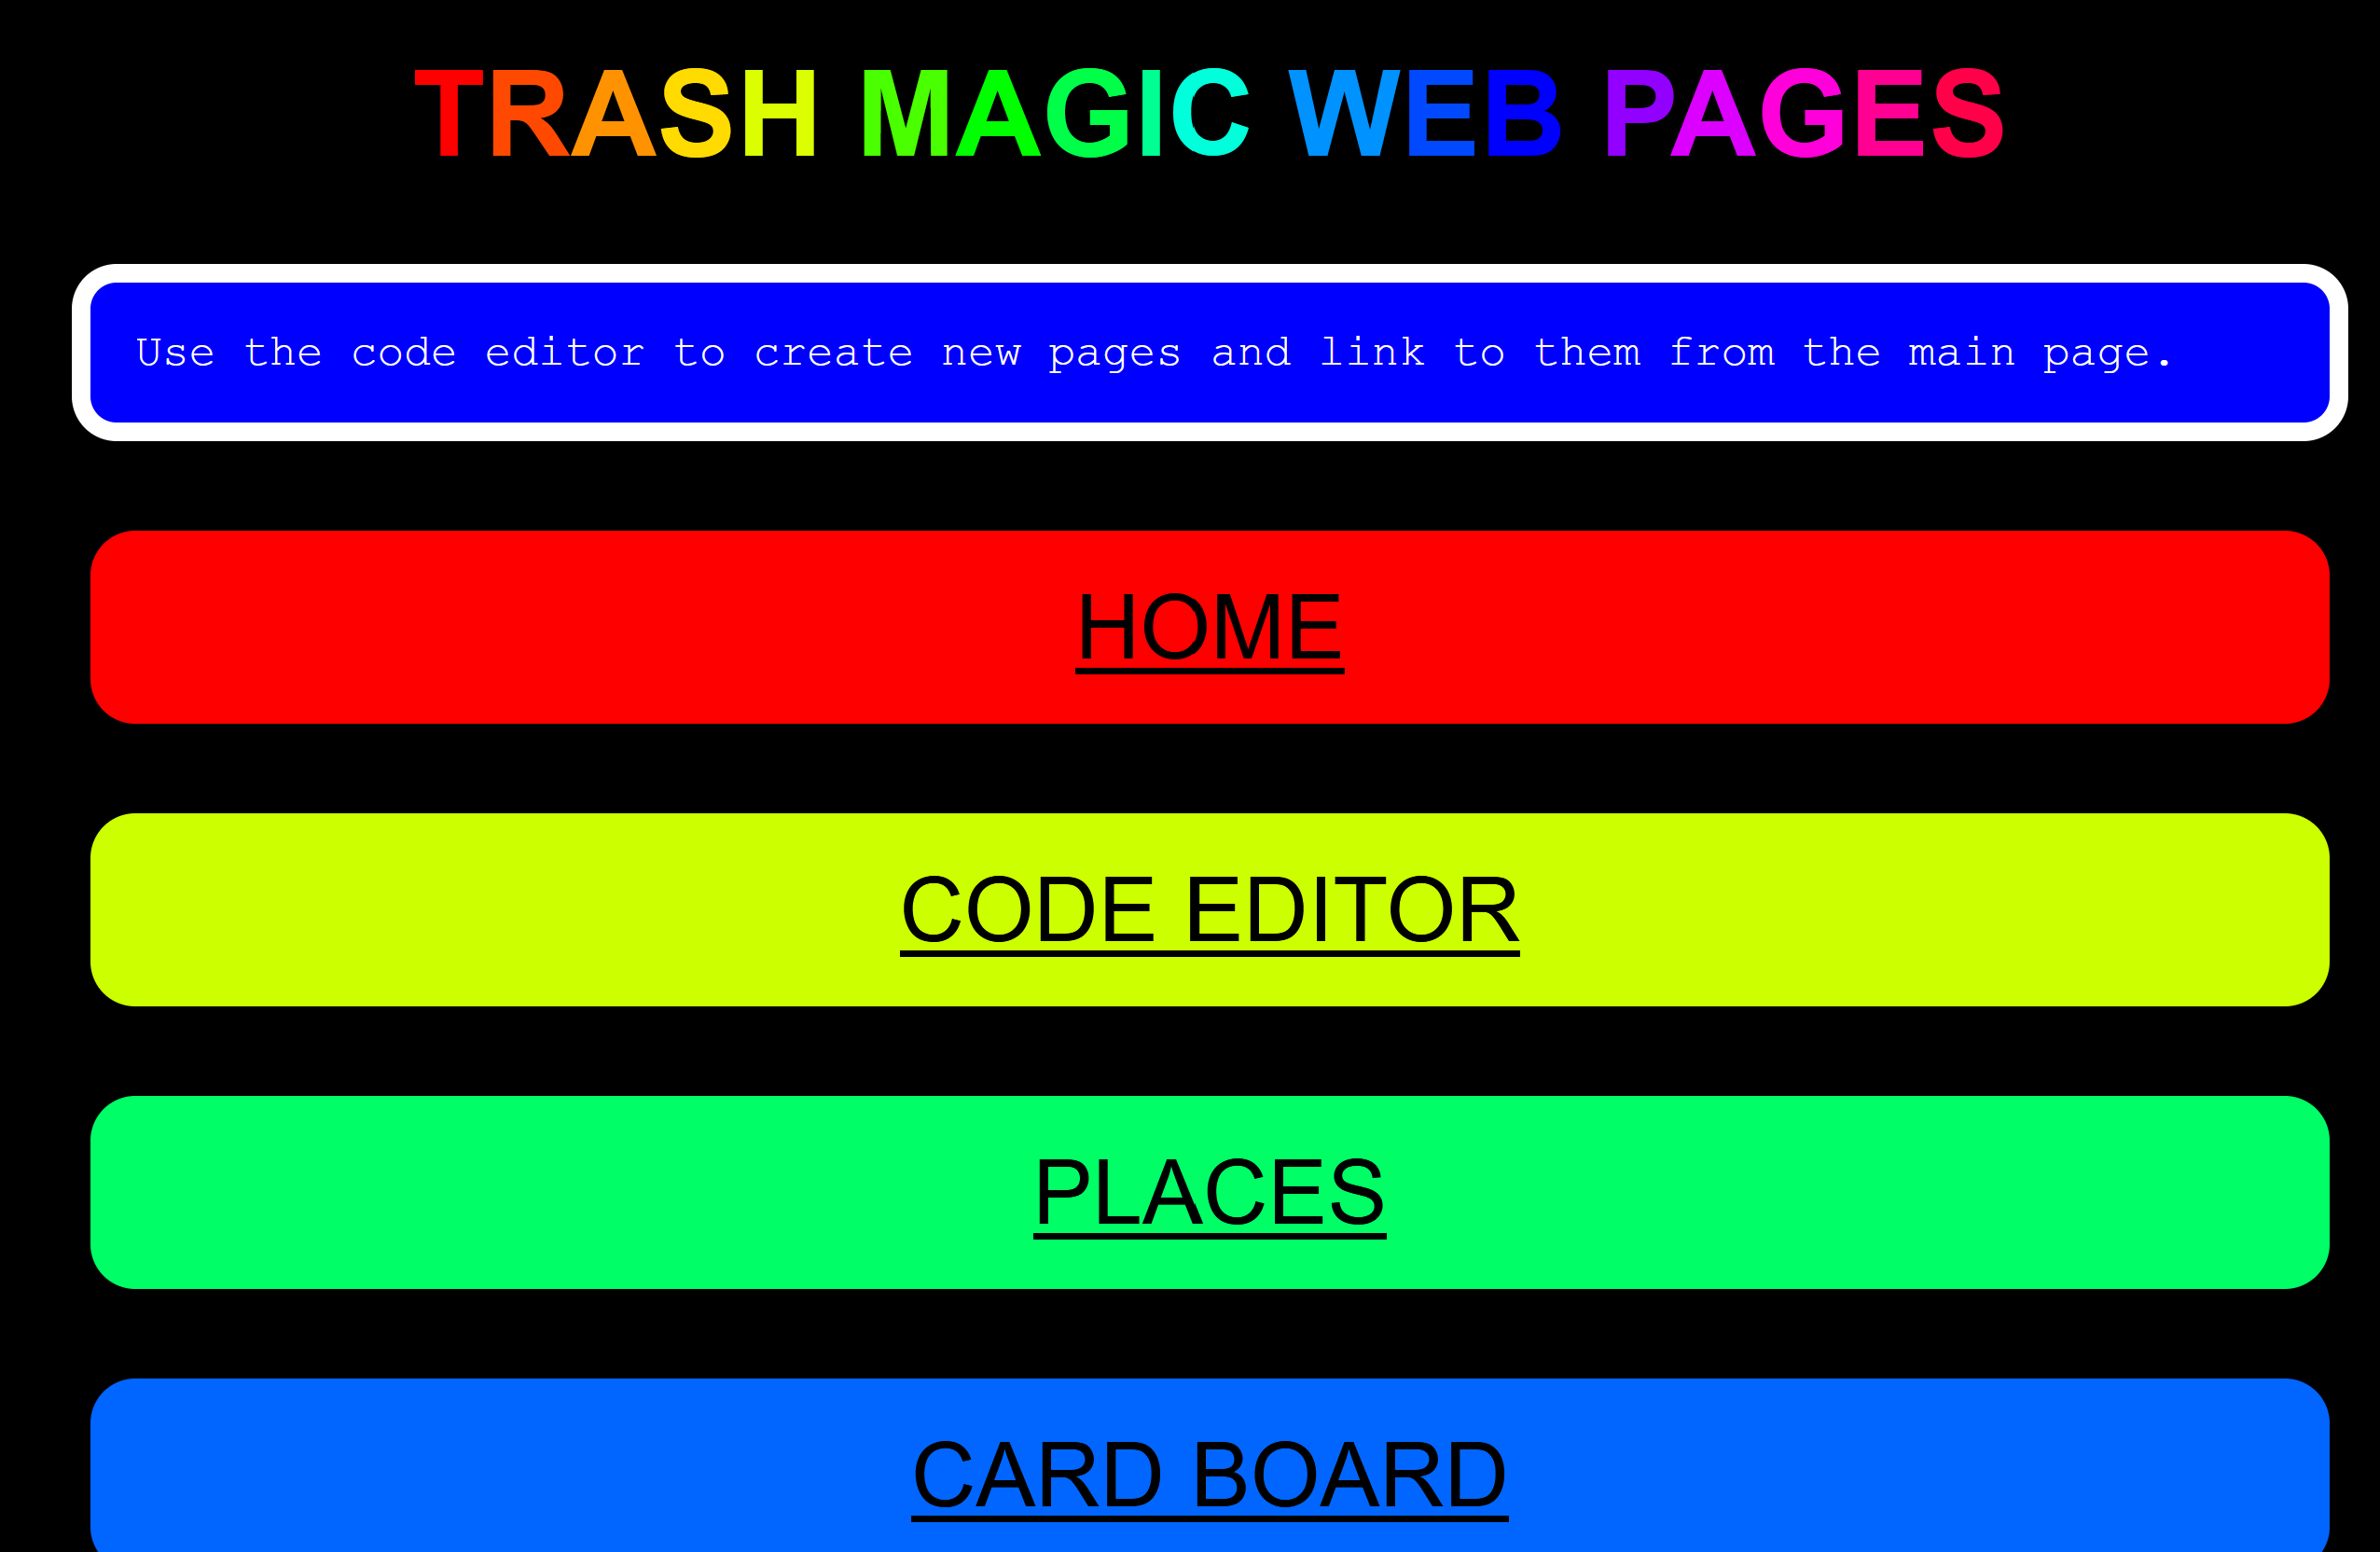 TRASH MAGIC WEB PAGES
Use the code editor to create new pages and link to them from the main page.
HOME
CODE EDITOR
PLACES
CARD BOARD